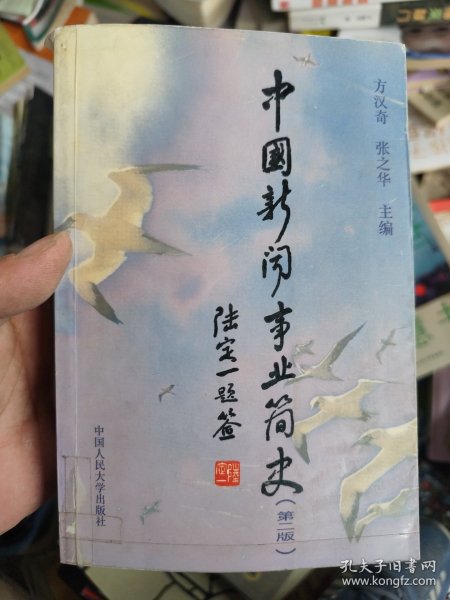 方汉奇 张之华 主编
中國新闻事业简史
(第二版)
陆定一题签
中国人民大学出版社
孔夫子旧书网
www.kongfz.com